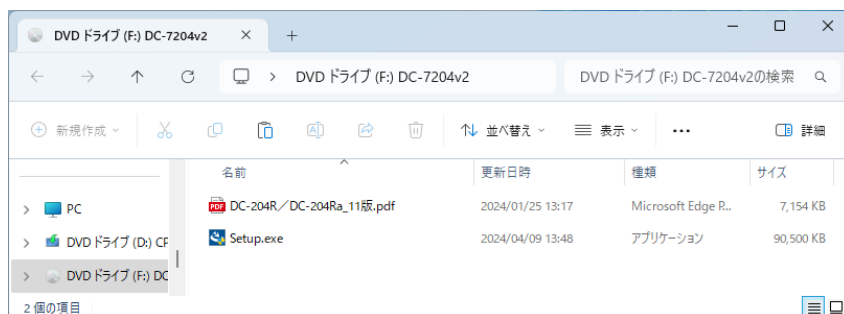 DVD ドライブ (F:) DC-7204v2
DVD ドライブ (F:) DC-7204v2 DVD ドライブ (F:) DC-7204v2の検索
新規作成 並べ替え 表示 詳細
名前 更新日時 種類 サイズ
PC
DVD ドライブ (D:) CP
DVD ドライブ (F:) DC
DC-204R／DC-204Ra_11版.pdf 2024/01/25 13:17 Microsoft Edge P... 7,154 KB
Setup.exe 2024/04/09 13:48 アプリケーション 90,500 KB
2 個の項目